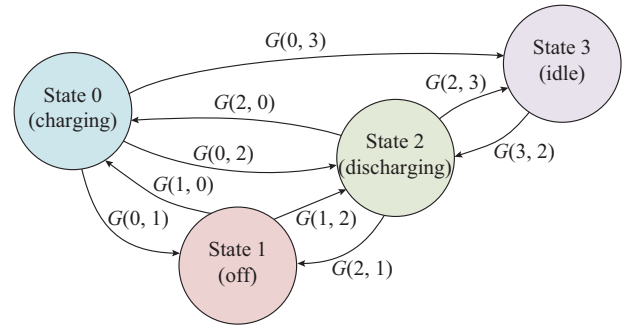 G(0, 3)
State 3
(idle)
State 0
(charging)
G(2, 3)
G(2, 0)
State 2
(discharging)
G(0, 2)
G(3, 2)
G(1, 0)
G(0, 1)
G(1, 2)
State 1
(off)
G(2, 1)